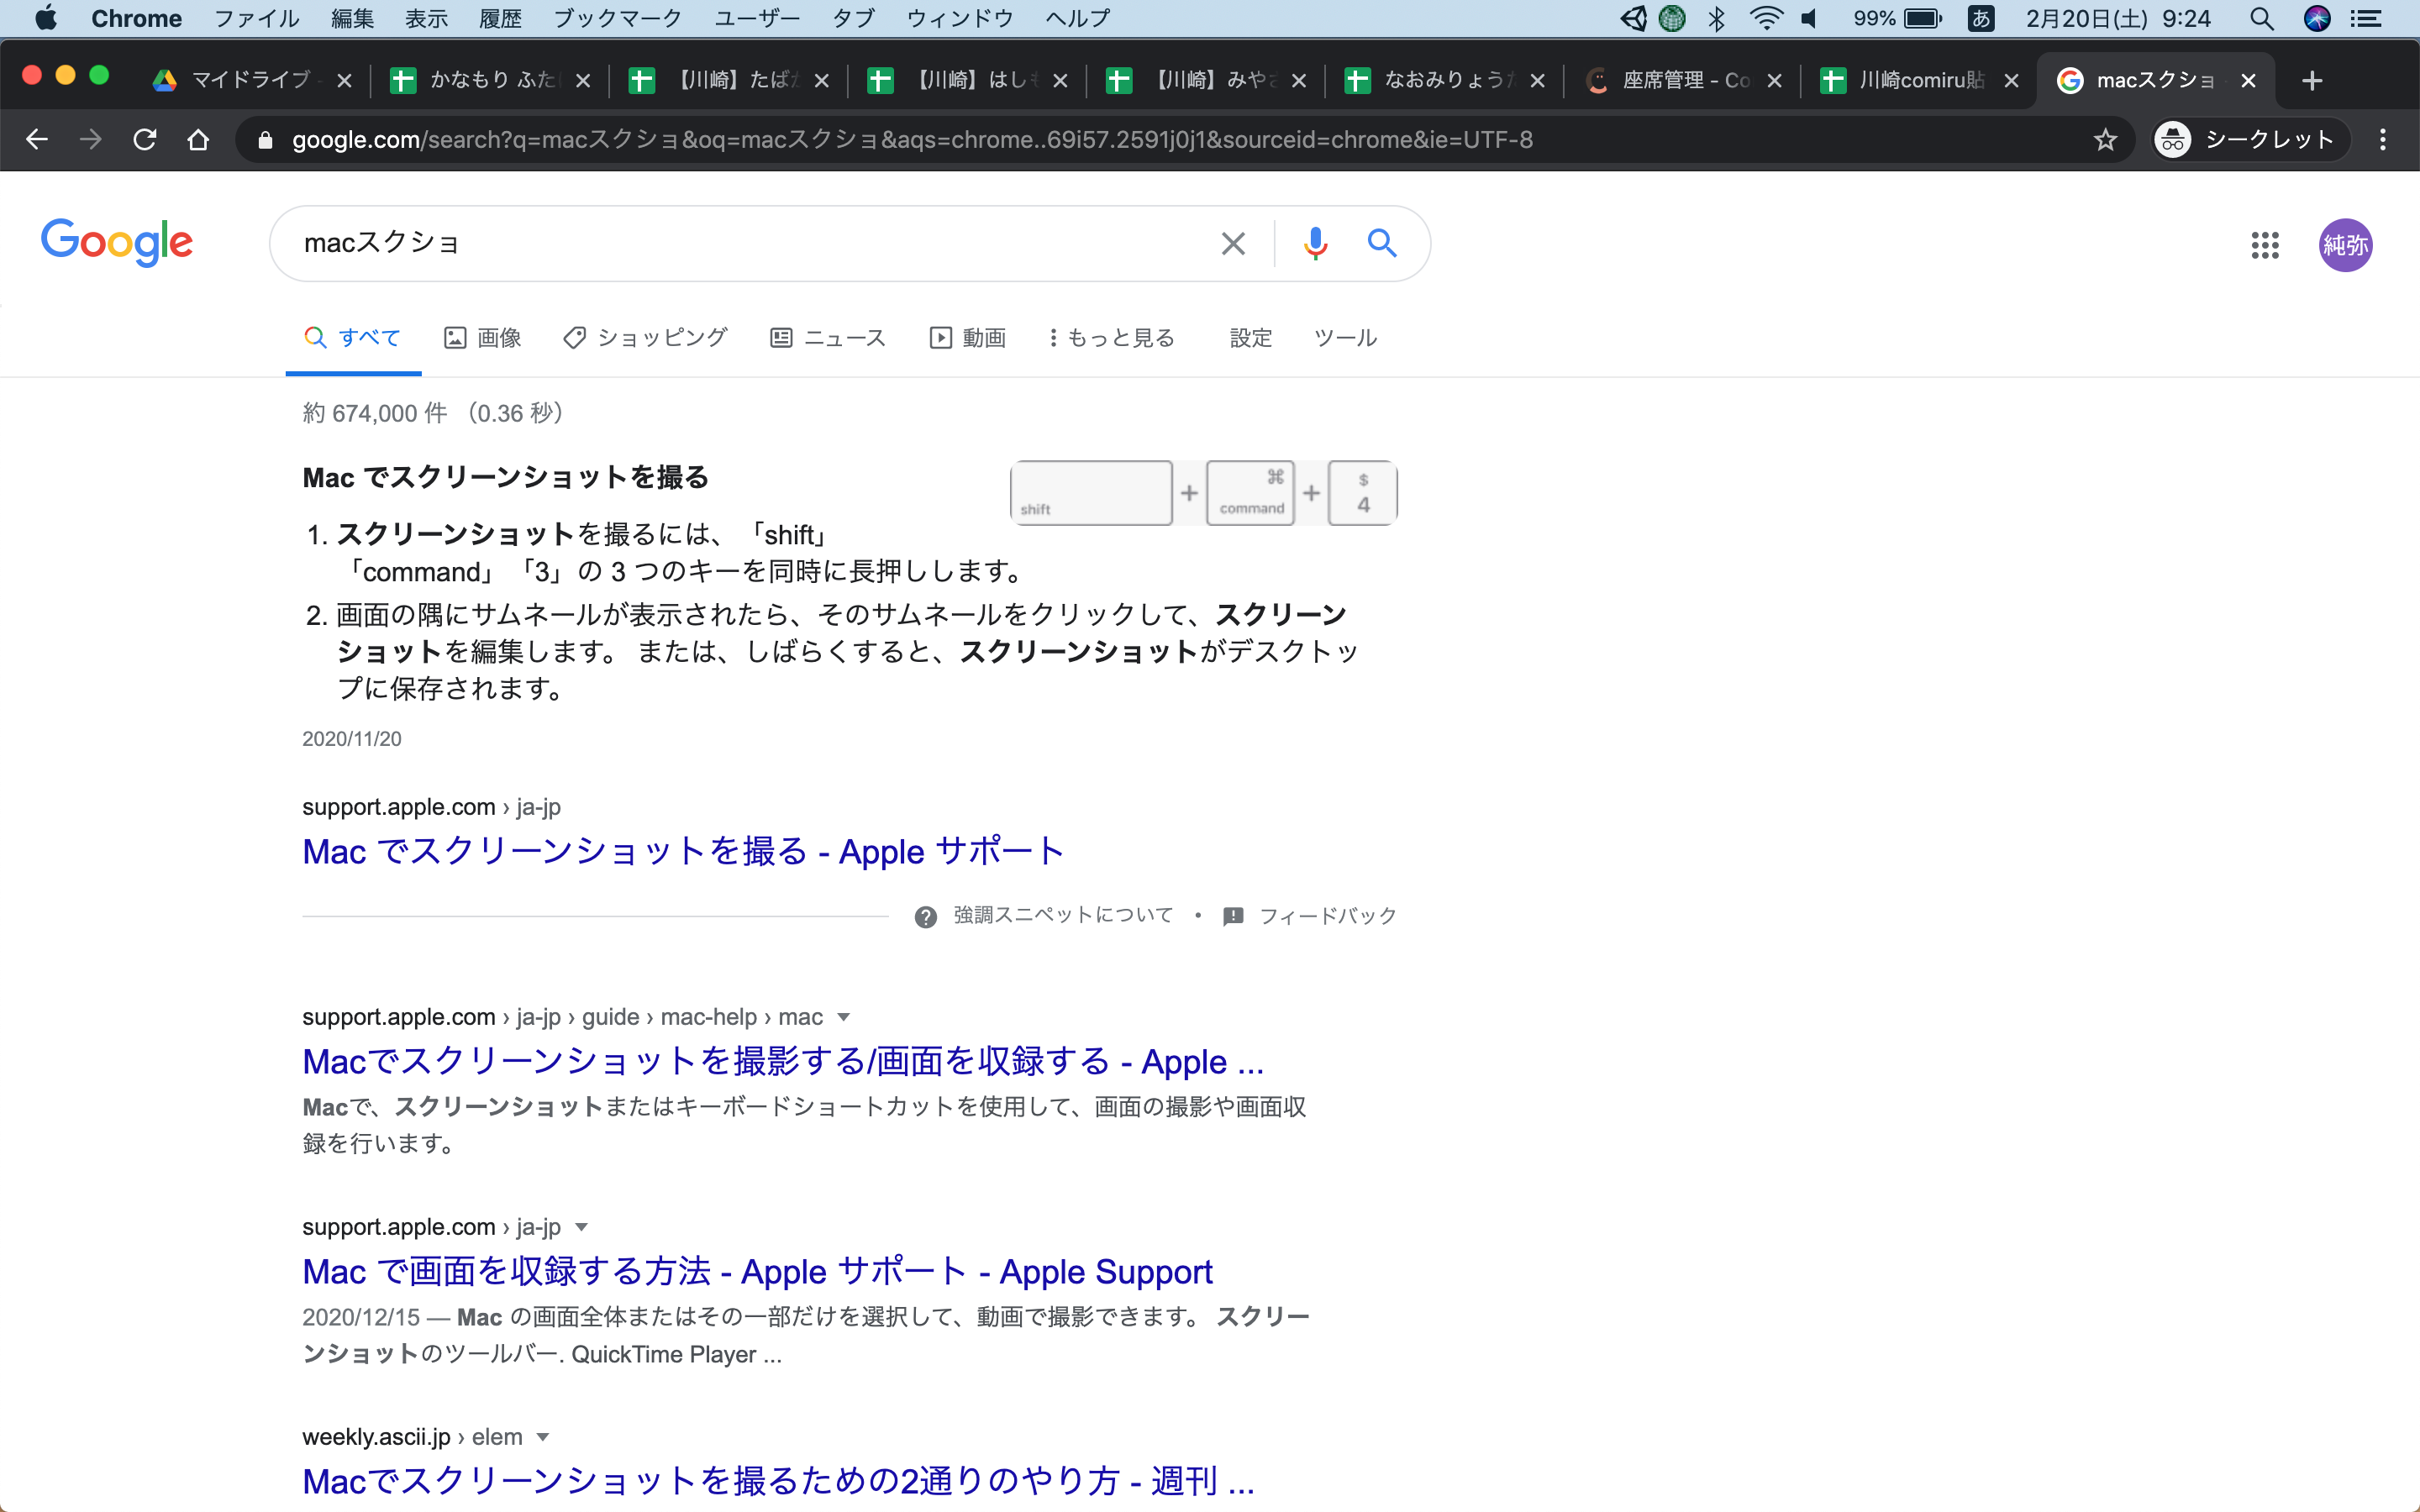 Chrome ファイル 編集 表示 履歴 ブックマーク ユーザー タブ ウィンドウ ヘルプ 99% あ 2月20日(土) 9:24
マイドライブ - かなもり ふた 【川崎】たばた 【川崎】はしも 【川崎】みやざ なおみりょうた 座席管理 - Co 川崎comiru貼 macスクショ
google.com/search?q=macスクショ&oq=macスクショ&aqs=chrome..69i57.2591j0j1&sourceid=chrome&ie=UTF-8 シークレット
Google macスクショ 純弥
すべて 画像 ショッピング ニュース 動画 もっと見る 設定 ツール
約 674,000 件 （0.36 秒）
Mac でスクリーンショットを撮る
shift + ⌘ command + $ 4
1. スクリーンショットを撮るには、「shift」
「command」「3」の 3 つのキーを同時に長押しします。
2. 画面の隅にサムネールが表示されたら、そのサムネールをクリックして、スクリーン
ショットを編集します。 または、しばらくすると、スクリーンショットがデスクトッ
プに保存されます。
2020/11/20
support.apple.com › ja-jp
Mac でスクリーンショットを撮る - Apple サポート
強調スニペットについて • フィードバック
support.apple.com › ja-jp › guide › mac-help › mac
Macでスクリーンショットを撮影する/画面を収録する - Apple ...
Macで、スクリーンショットまたはキーボードショートカットを使用して、画面の撮影や画面収
録を行います。
support.apple.com › ja-jp
Mac で画面を収録する方法 - Apple サポート - Apple Support
2020/12/15 — Mac の画面全体またはその一部だけを選択して、動画で撮影できます。 スクリー
ンショットのツールバー. QuickTime Player ...
weekly.ascii.jp › elem
Macでスクリーンショットを撮るための2通りのやり方 - 週刊 ...